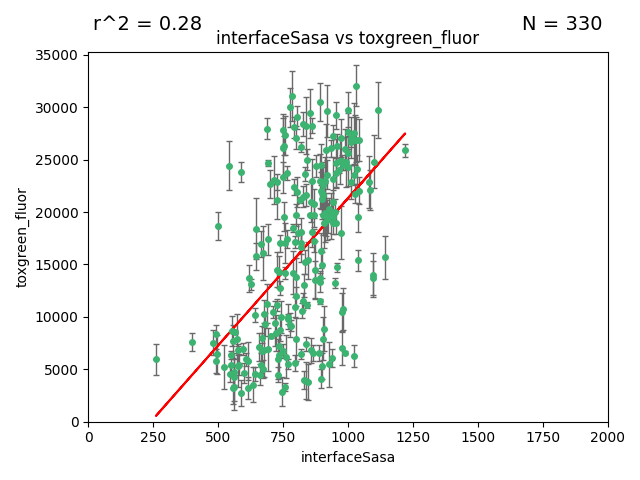 r^2 = 0.28 N = 330
interfaceSasa vs toxgreen_fluor
35000
30000
25000
20000
15000
10000
5000
0
toxgreen_fluor
0 250 500 750 1000 1250 1500 1750 2000
interfaceSasa